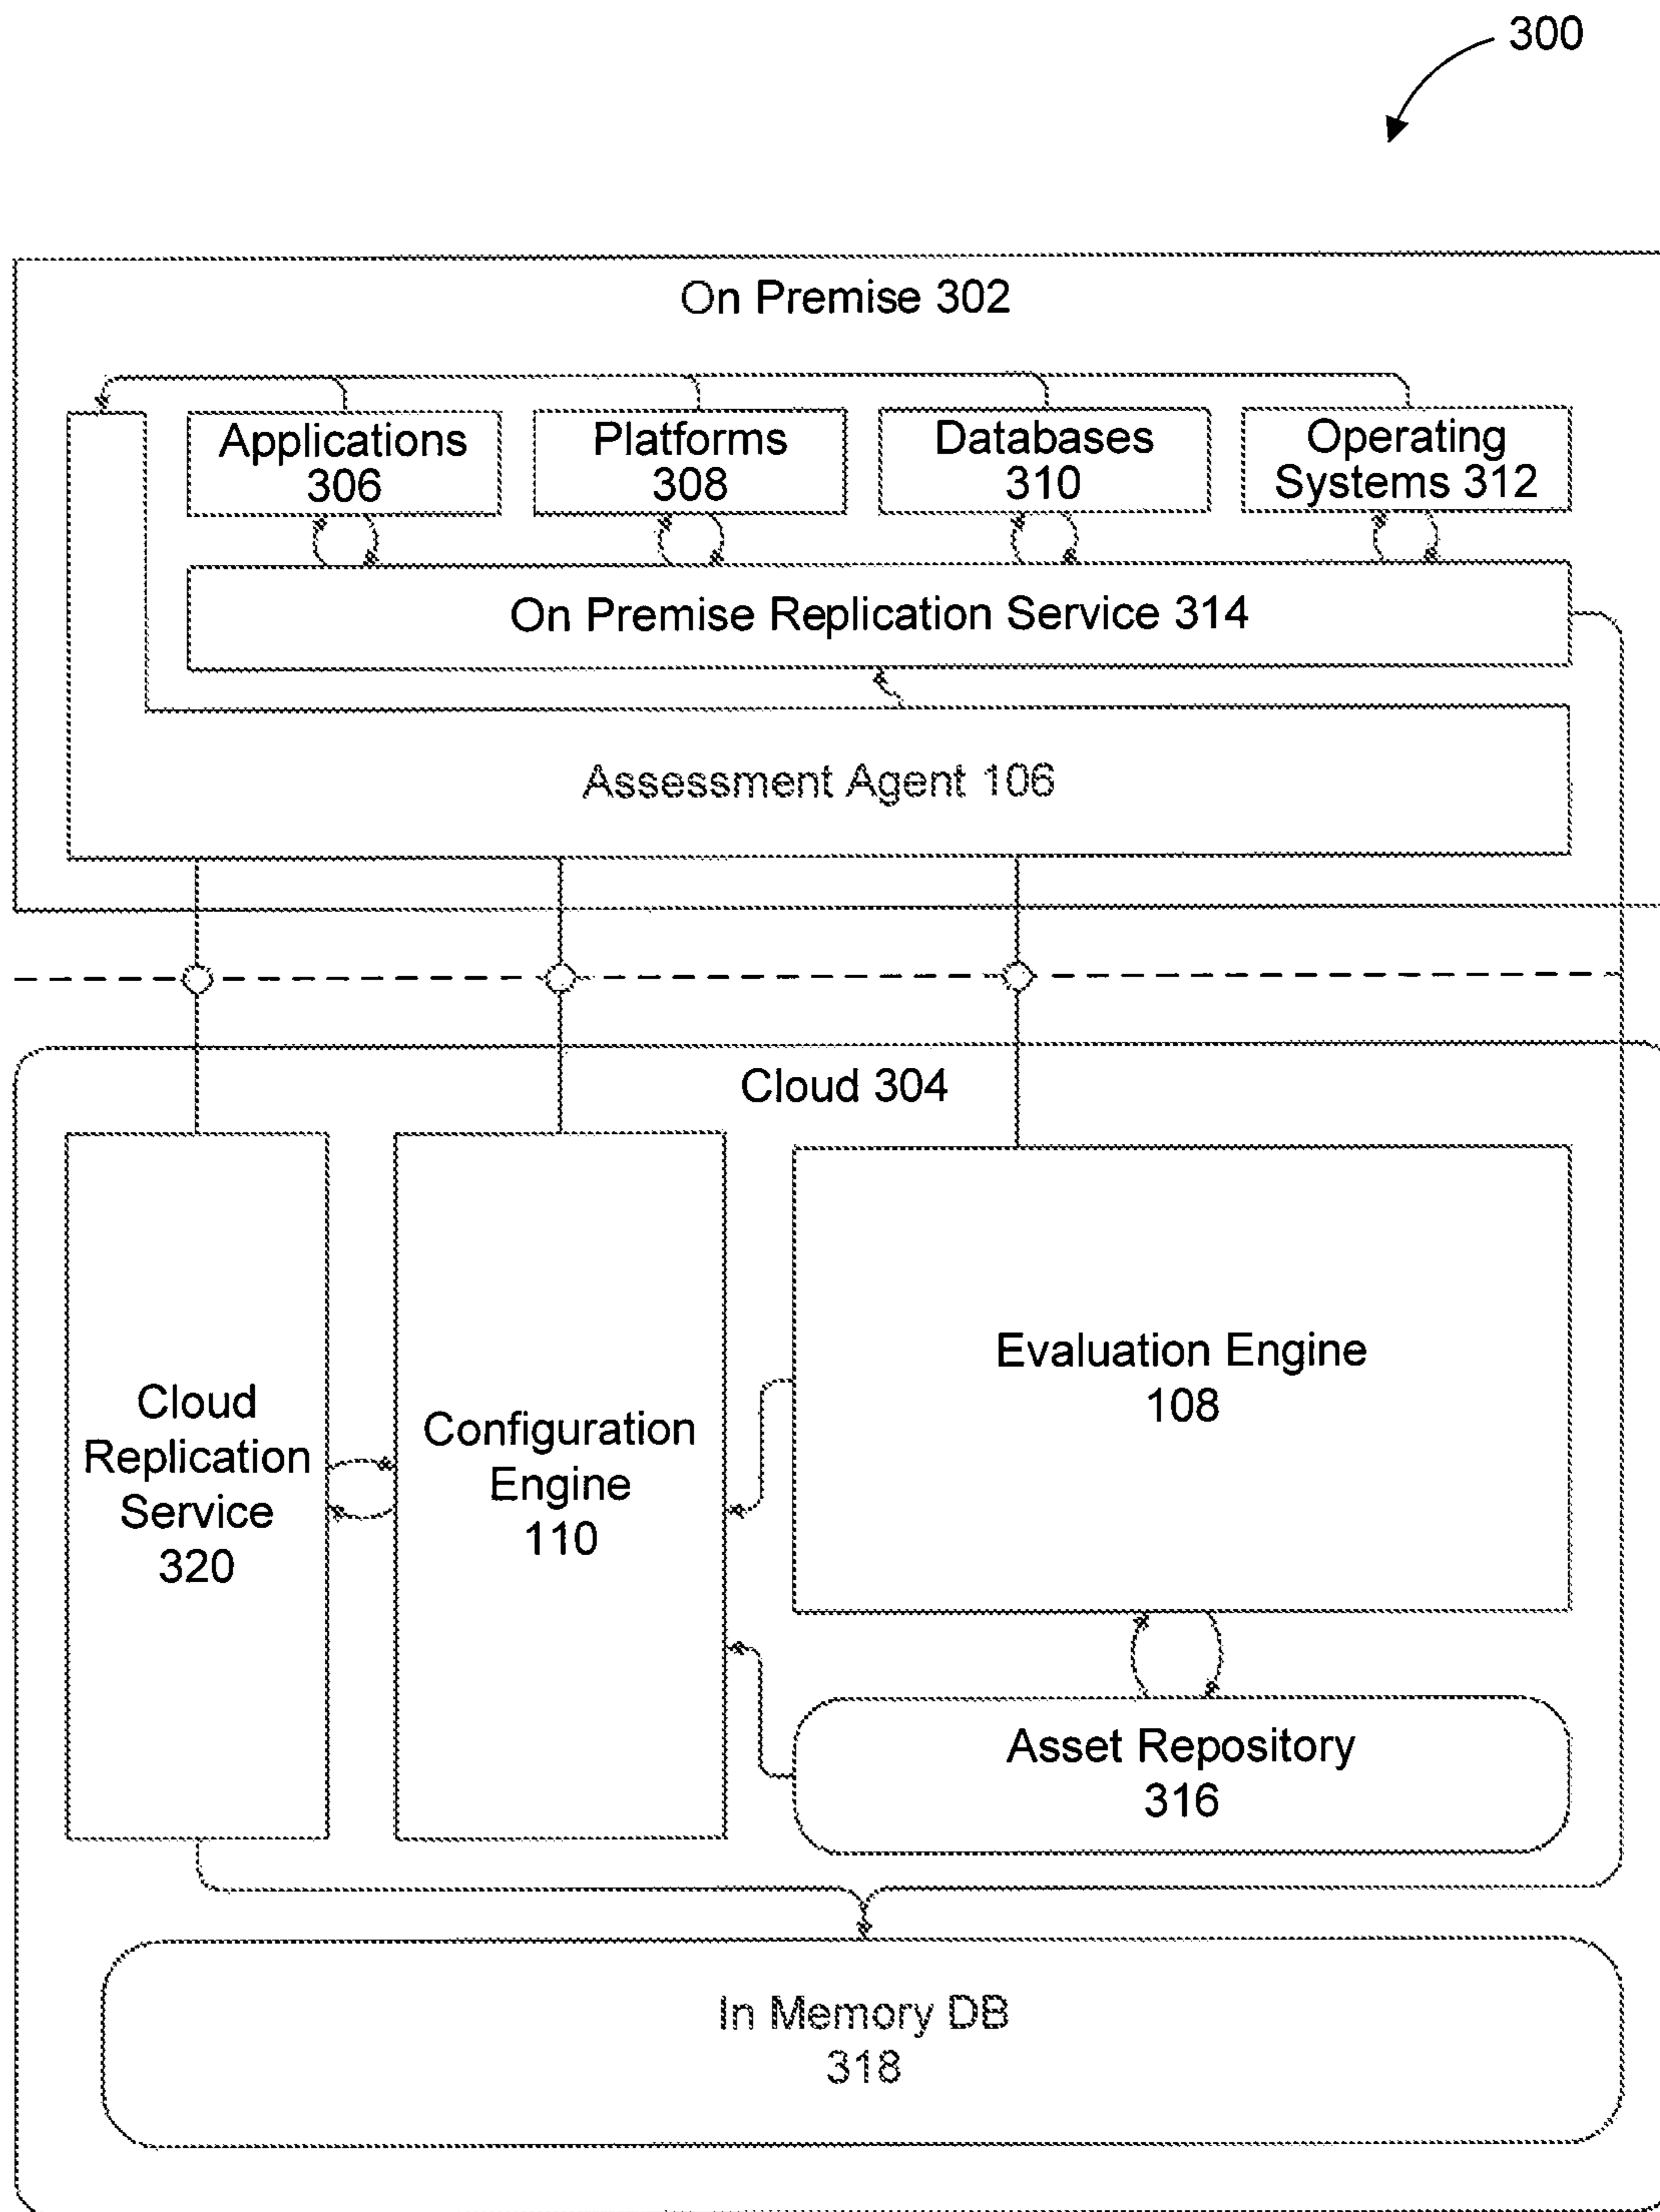 300
On Premise 302
Applications
306
Platforms
308
Databases
310
Operating
Systems 312
On Premise Replication Service 314
Assessment Agent 106
Cloud 304
Cloud
Replication
Service
320
Configuration
Engine
110
Evaluation Engine
108
Asset Repository
316
In Memory DB
318